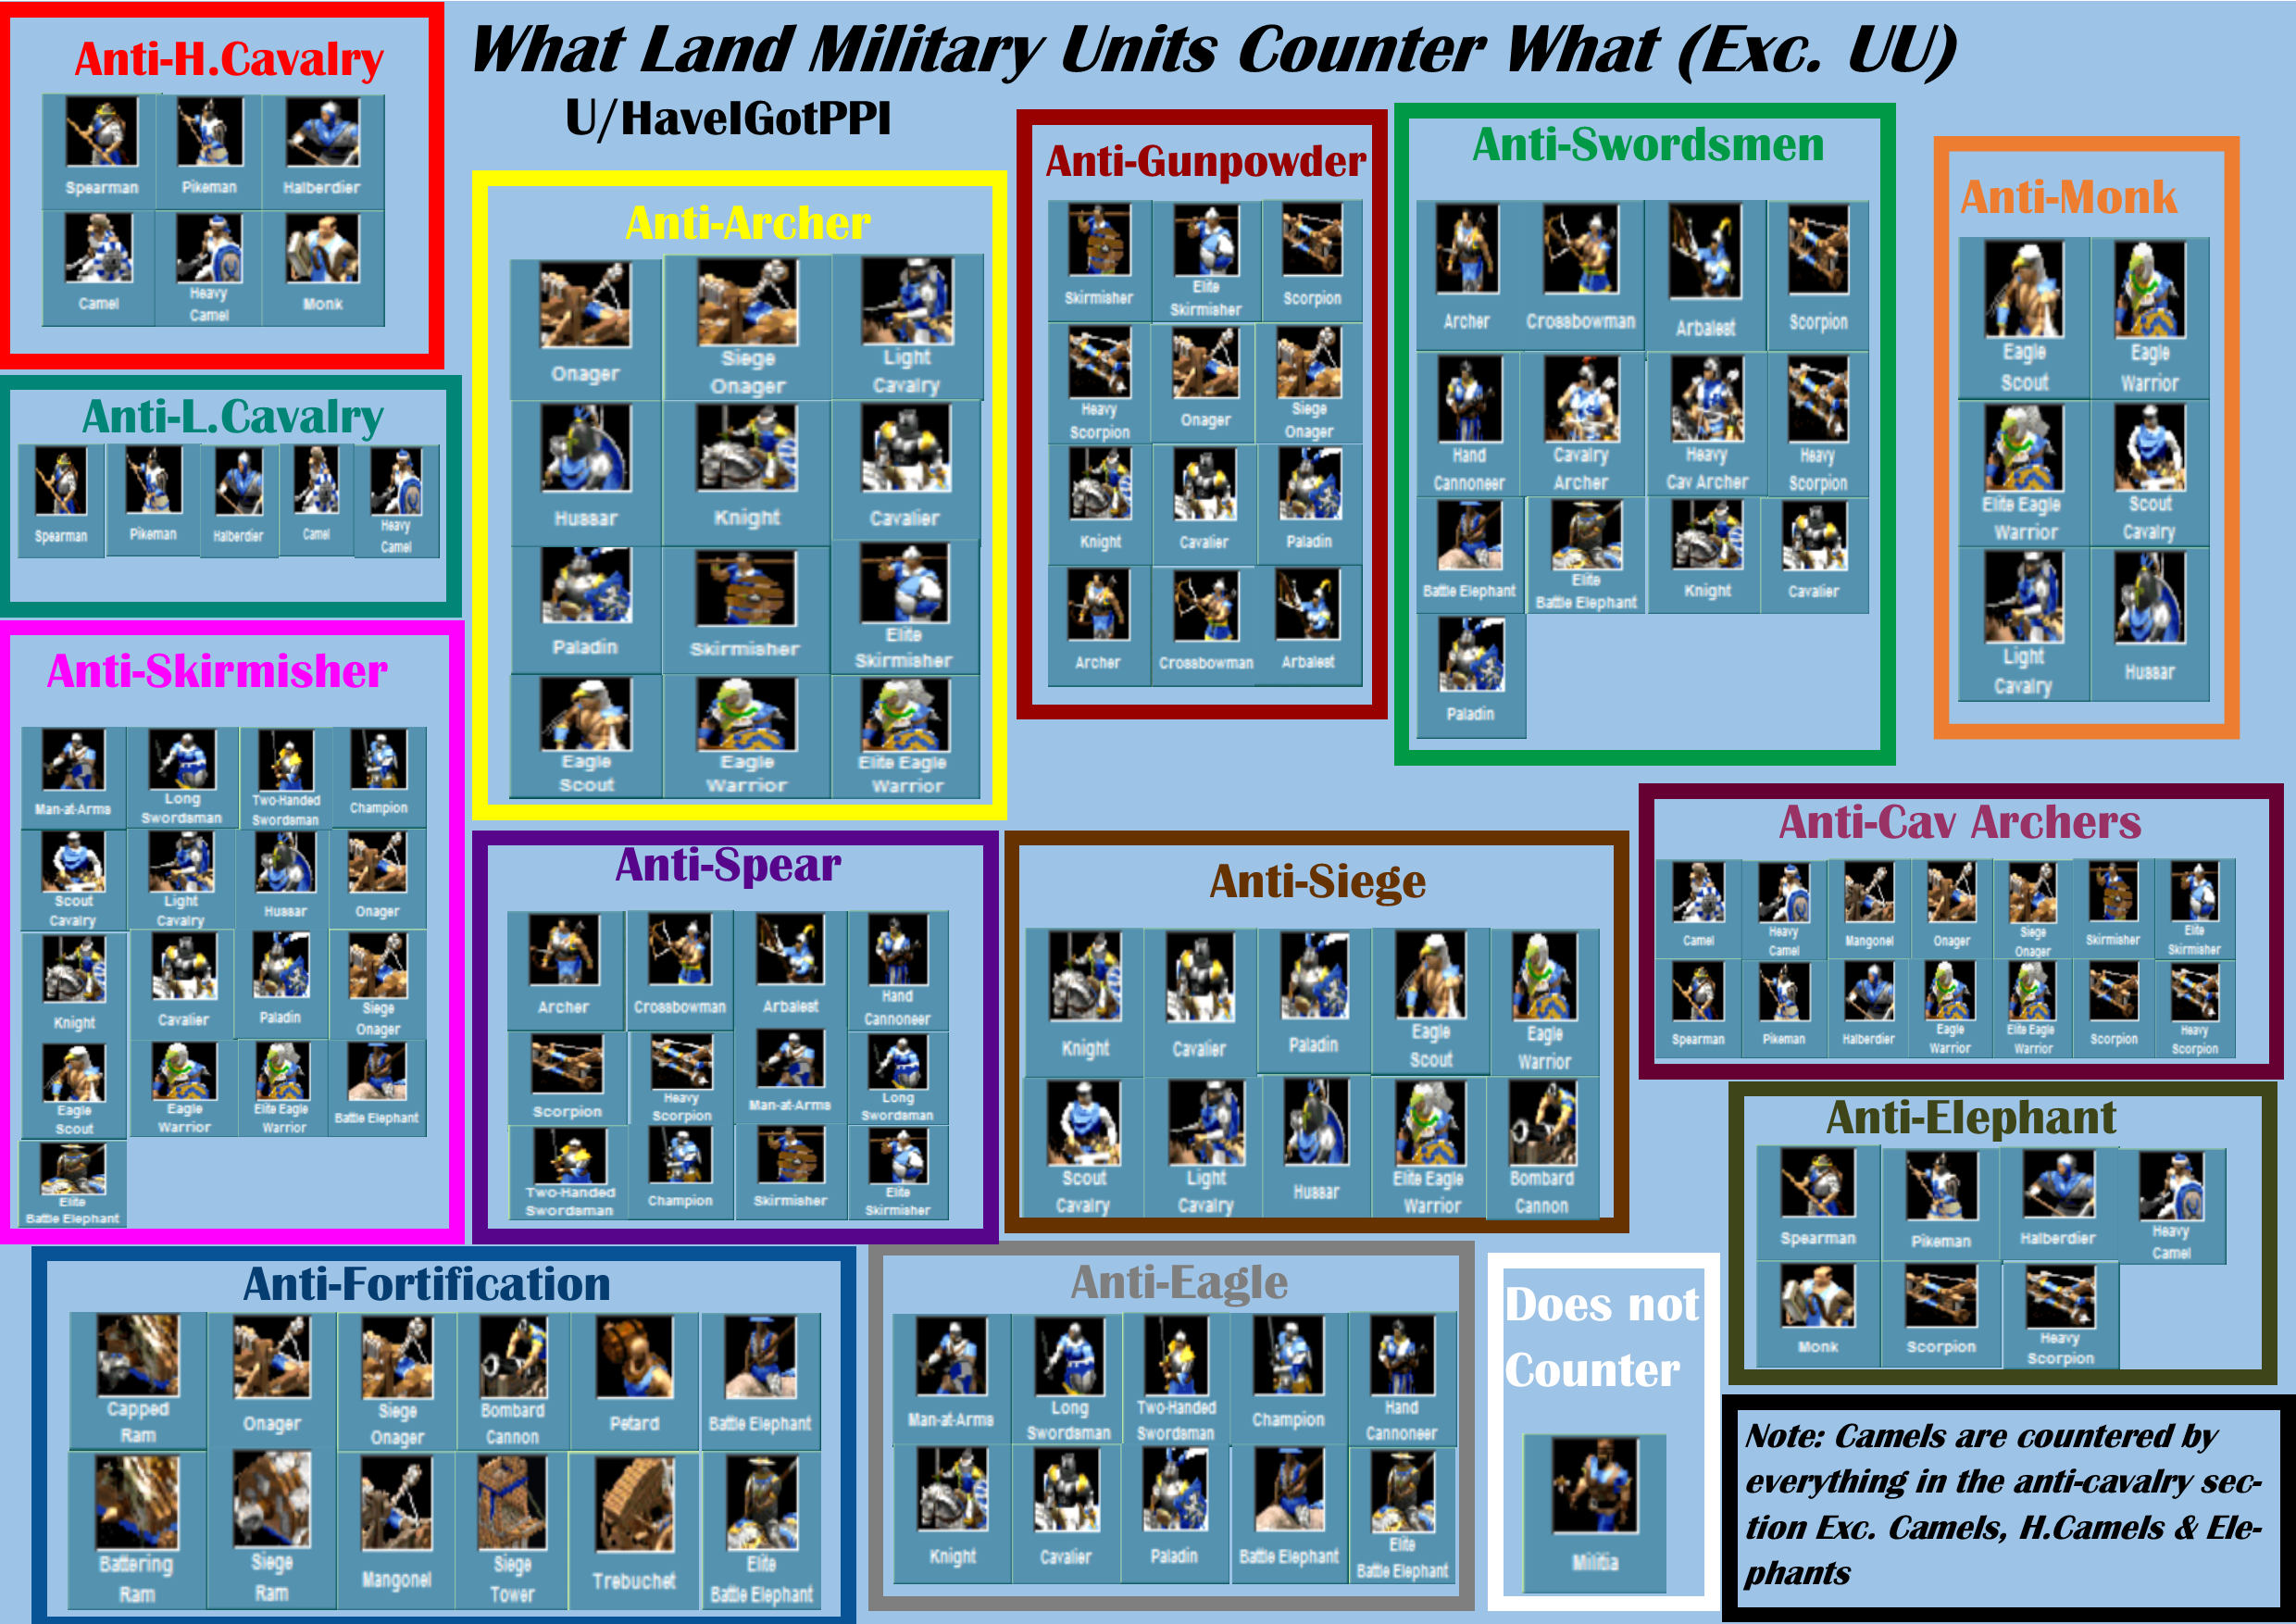 What Land Military Units Counter What (Exc. UU)
U/HaveIGotPPI
Anti-H.Cavalry
Spearman
Pikeman
Halberdier
Camel
Heavy
Camel
Monk
Anti-L.Cavalry
Spearman
Pikeman
Halberdier
Camel
Heavy
Camel
Anti-Skirmisher
Man-at-Arms
Long
Swordsman
Two-Handed
Swordsman
Champion
Scout
Cavalry
Light
Cavalry
Hussar
Onager
Knight
Cavalier
Paladin
Siege
Onager
Eagle
Scout
Eagle
Warrior
Elite Eagle
Warrior
Battle Elephant
Elite
Battle Elephant
Anti-Archer
Onager
Siege
Onager
Light
Cavalry
Hussar
Knight
Cavalier
Paladin
Skirmisher
Elite
Skirmisher
Eagle
Scout
Eagle
Warrior
Elite Eagle
Warrior
Anti-Gunpowder
Skirmisher
Elite
Skirmisher
Scorpion
Heavy
Scorpion
Onager
Siege
Onager
Knight
Cavalier
Paladin
Archer
Crossbowman
Arbalest
Anti-Swordsmen
Archer
Crossbowman
Arbalest
Scorpion
Hand
Cannoneer
Cavalry
Archer
Heavy
Cav Archer
Heavy
Scorpion
Battle Elephant
Elite
Battle Elephant
Knight
Cavalier
Paladin
Anti-Monk
Eagle
Scout
Eagle
Warrior
Elite Eagle
Warrior
Scout
Cavalry
Light
Cavalry
Hussar
Anti-Spear
Archer
Crossbowman
Arbalest
Hand
Cannoneer
Scorpion
Heavy
Scorpion
Man-at-Arms
Long
Swordsman
Two-Handed
Swordsman
Champion
Skirmisher
Elite
Skirmisher
Anti-Siege
Knight
Cavalier
Paladin
Eagle
Scout
Eagle
Warrior
Scout
Cavalry
Light
Cavalry
Hussar
Elite Eagle
Warrior
Bombard
Cannon
Anti-Cav Archers
Camel
Heavy
Camel
Mangonel
Onager
Siege
Onager
Skirmisher
Elite
Skirmisher
Spearman
Pikeman
Halberdier
Eagle
Warrior
Elite Eagle
Warrior
Scorpion
Heavy
Scorpion
Anti-Elephant
Spearman
Pikeman
Halberdier
Heavy
Camel
Monk
Scorpion
Heavy
Scorpion
Anti-Fortification
Capped
Ram
Onager
Siege
Onager
Bombard
Cannon
Petard
Battle Elephant
Battering
Ram
Siege
Ram
Mangonel
Siege
Tower
Trebuchet
Elite
Battle Elephant
Anti-Eagle
Man-at-Arms
Long
Swordsman
Two-Handed
Swordsman
Champion
Hand
Cannoneer
Knight
Cavalier
Paladin
Battle Elephant
Elite
Battle Elephant
Does not
Counter
Militia
Note: Camels are countered by
everything in the anti-cavalry sec-
tion Exc. Camels, H.Camels & Ele-
phants